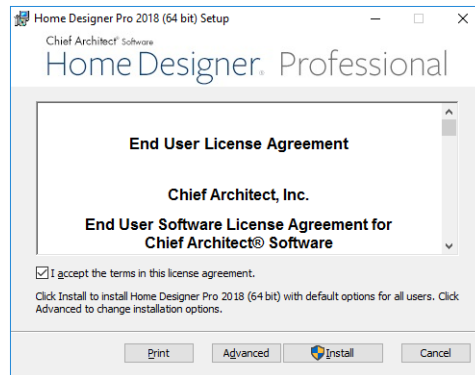 Home Designer Pro 2018 (64 bit) Setup
Chief Architect® Software
Home Designer® Professional
End User License Agreement
Chief Architect, Inc.
End User Software License Agreement for
Chief Architect® Software
I accept the terms in this license agreement.
Click Install to install Home Designer Pro 2018 (64 bit) with default options for all users. Click
Advanced to change installation options.
Print Advanced Install Cancel